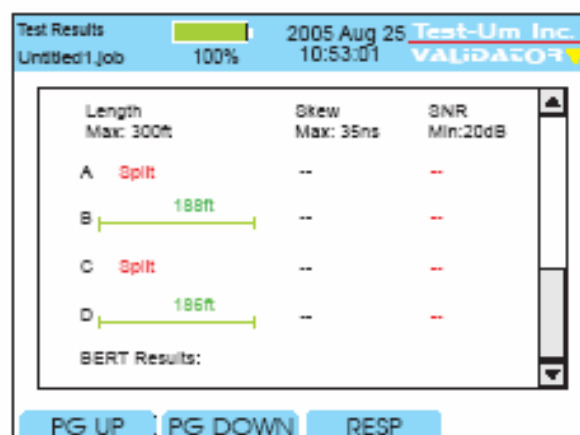 Test Results 2005 Aug 25 Test-Um Inc.
Untitled1.job 100% 10:53:01 VALIDATOR
Length Skew SNR
Max: 300ft Max: 35ns Min:20dB
A Split -- --
188ft
B -- --
C Split -- --
186ft
D -- --
BERT Results:
PG UP PG DOWN RESP